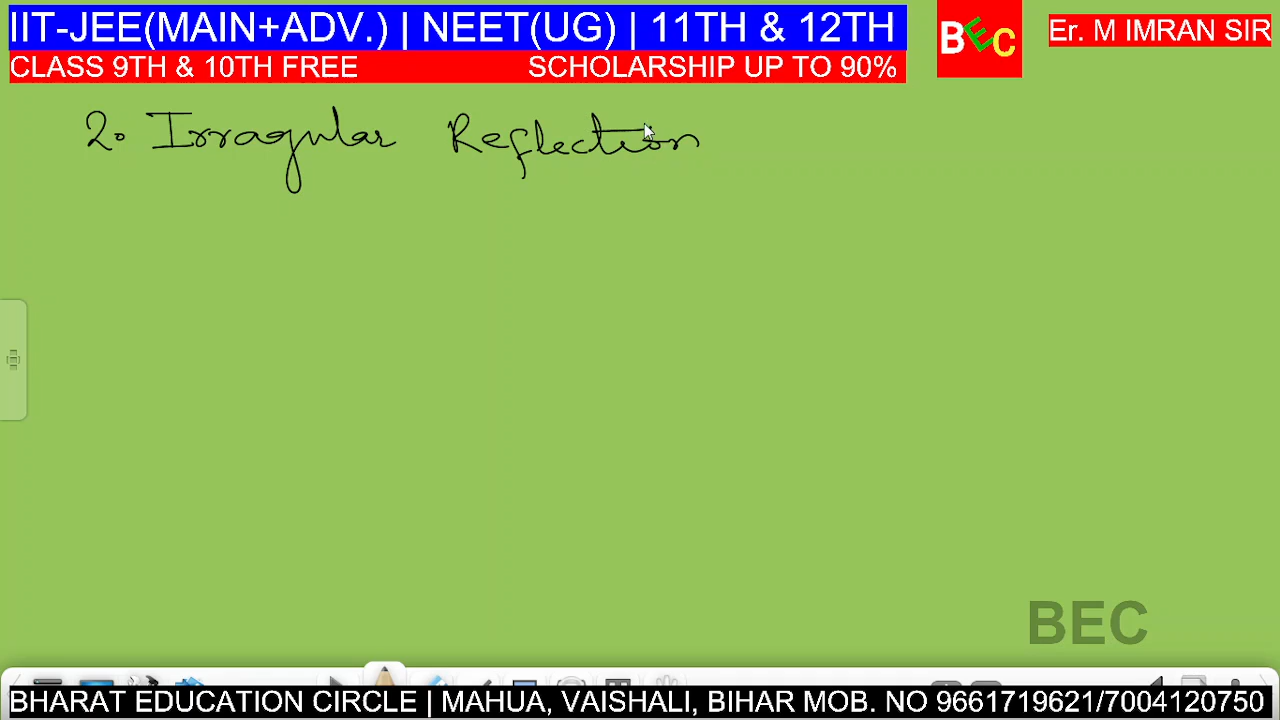 IIT-JEE(MAIN+ADV.) | NEET(UG) | 11TH & 12TH
CLASS 9TH & 10TH FREE SCHOLARSHIP UP TO 90%
BEC
Er. M IMRAN SIR
2. Irragular Reflection
BEC
BHARAT EDUCATION CIRCLE | MAHUA, VAISHALI, BIHAR MOB. NO 9661719621/7004120750